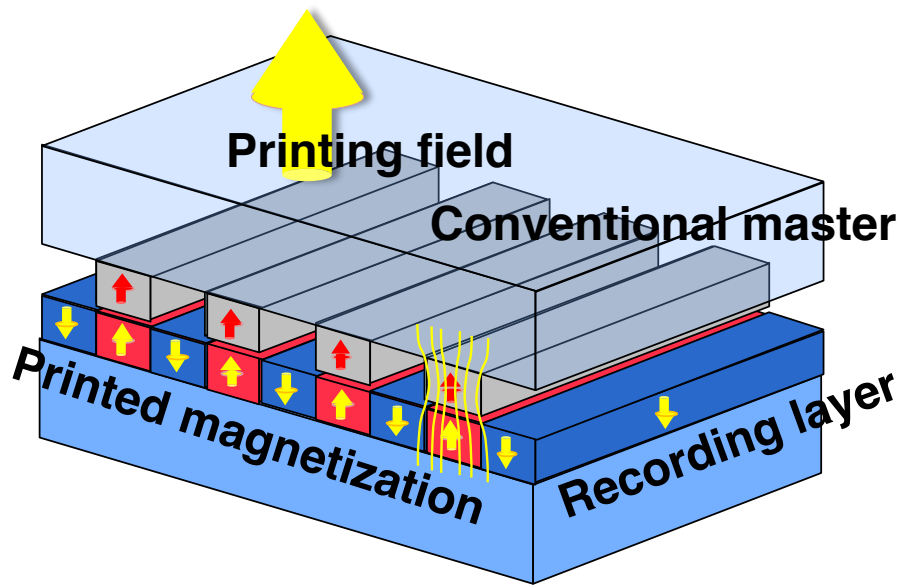 Printing field
Conventional master
Printed magnetization
Recording layer